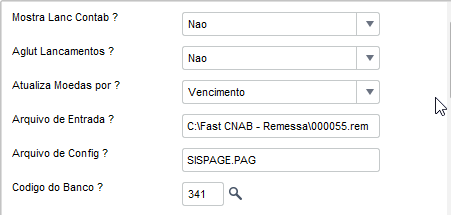 Mostra Lanc Contab ? Nao
Aglut Lancamentos ? Nao
Atualiza Moedas por ? Vencimento
Arquivo de Entrada ? C:\Fast CNAB - Remessa\000055.rem
Arquivo de Config ? SISPAGE.PAG
Codigo do Banco ? 341